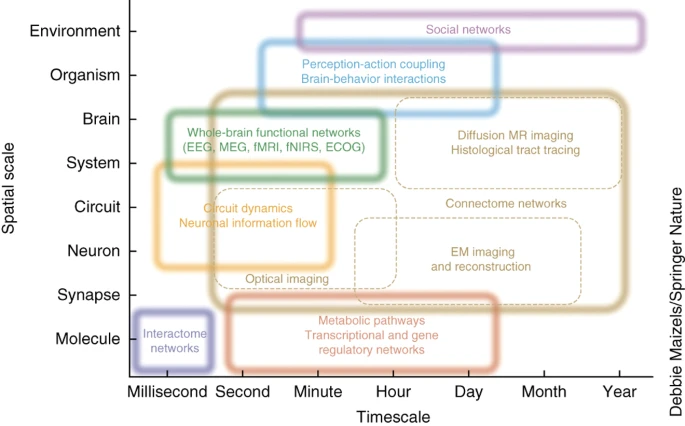 Environment
Social networks
Organism
Perception-action coupling
Brain-behavior interactions
Brain
Whole-brain functional networks
(EEG, MEG, fMRI, fNIRS, ECOG)
Diffusion MR imaging
Histological tract tracing
System
Circuit
Circuit dynamics
Neuronal information flow
Connectome networks
Neuron
EM imaging
and reconstruction
Optical imaging
Synapse
Molecule
Interactome
networks
Metabolic pathways
Transcriptional and gene
regulatory networks
Spatial scale
Millisecond Second Minute Hour Day Month Year
Timescale
Debbie Maizels/Springer Nature